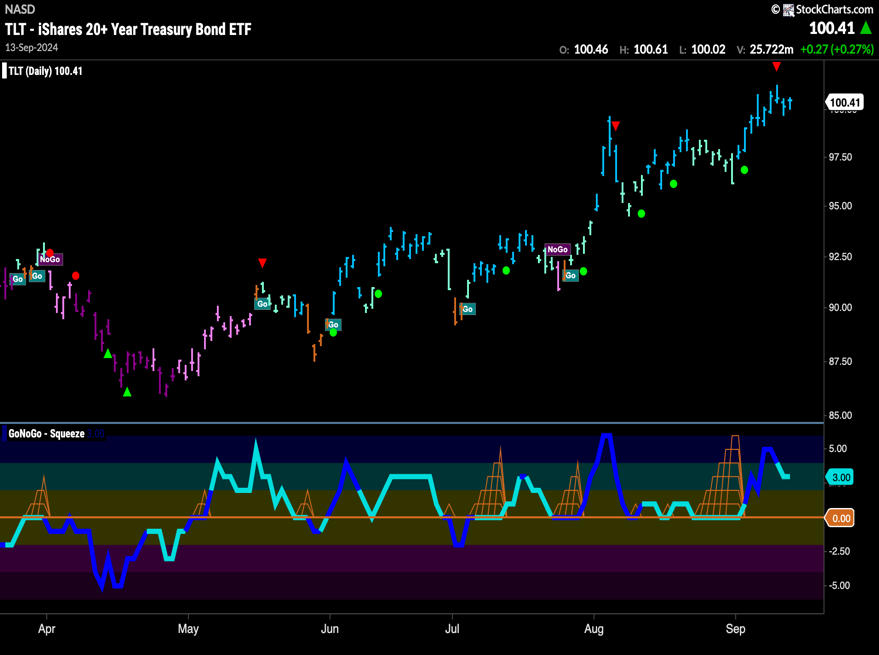 NASD
© StockCharts.com
TLT - iShares 20+ Year Treasury Bond ETF
100.41
13-Sep-2024
O: 100.46 H: 100.61 L: 100.02 V: 25.722m +0.27 (+0.27%)
TLT (Daily) 100.41
100.41
97.50
95.00
NoGo
NoGo
92.50
Go
Go
Go
Go
90.00
Go
Go
87.50
85.00
GoNoGo - Squeeze
5.00
3.00
0.00
-2.50
-5.00
Apr May Jun Jul Aug Sep